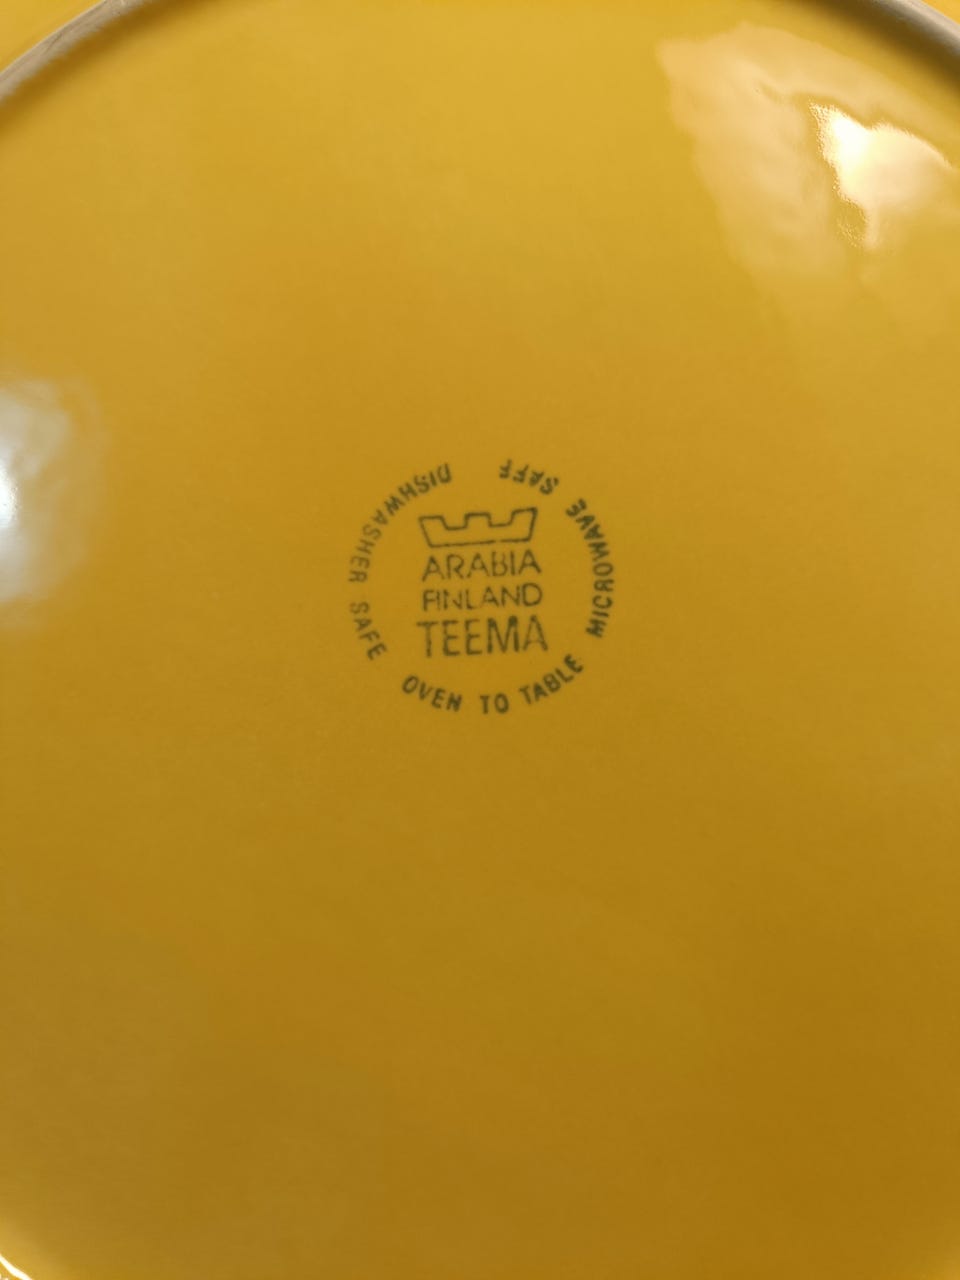 ARABIA
FINLAND
TEEMA
DISHWASHER SAFE OVEN TO TABLE MICROWAVE SAFE